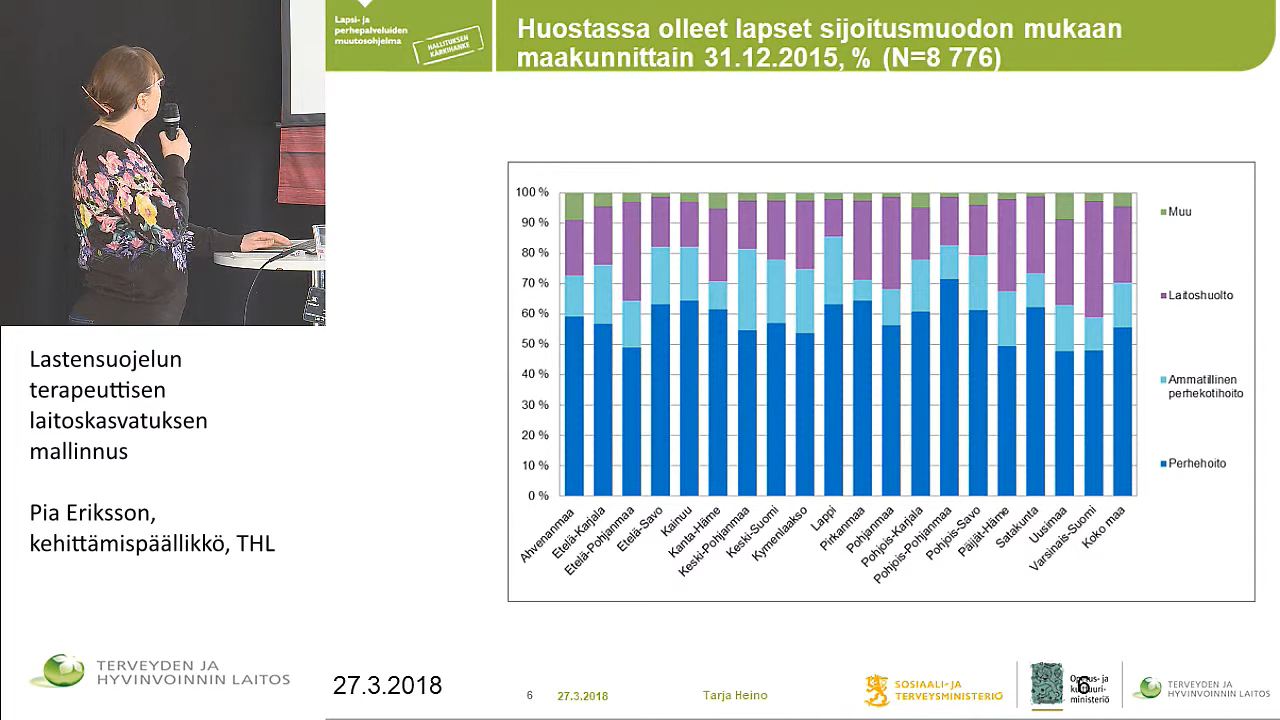 Lapsi- ja
perhepalveluiden
muutosohjelma
HALLITUKSEN
KÄRKIHANKE
Huostassa olleet lapset sijoitusmuodon mukaan
maakunnittain 31.12.2015, % (N=8 776)
100 %
90 %
80 %
70 %
60 %
50 %
40 %
30 %
20 %
10 %
0 %
Muu
Laitoshuolto
Ammatillinen
perhekotihoito
Perhehoito
Ahvenanmaa
Etelä-Karjala
Etelä-Pohjanmaa
Etelä-Savo
Kainuu
Kanta-Häme
Keski-Pohjanmaa
Keski-Suomi
Kymenlaakso
Lappi
Pirkanmaa
Pohjanmaa
Pohjois-Karjala
Pohjois-Pohjanmaa
Pohjois-Savo
Päijät-Häme
Satakunta
Uusimaa
Varsinais-Suomi
Koko maa
Lastensuojelun
terapeuttisen
laitoskasvatuksen
mallinnus
Pia Eriksson,
kehittämispäällikkö, THL
TERVEYDEN JA
HYVINVOINNIN LAITOS
27.3.2018
6
27.3.2018
Tarja Heino
SOSIAALI- JA
TERVEYSMINISTERIÖ
6
ministeriö
TERVEYDEN JA
HYVINVOINNIN LAITOS